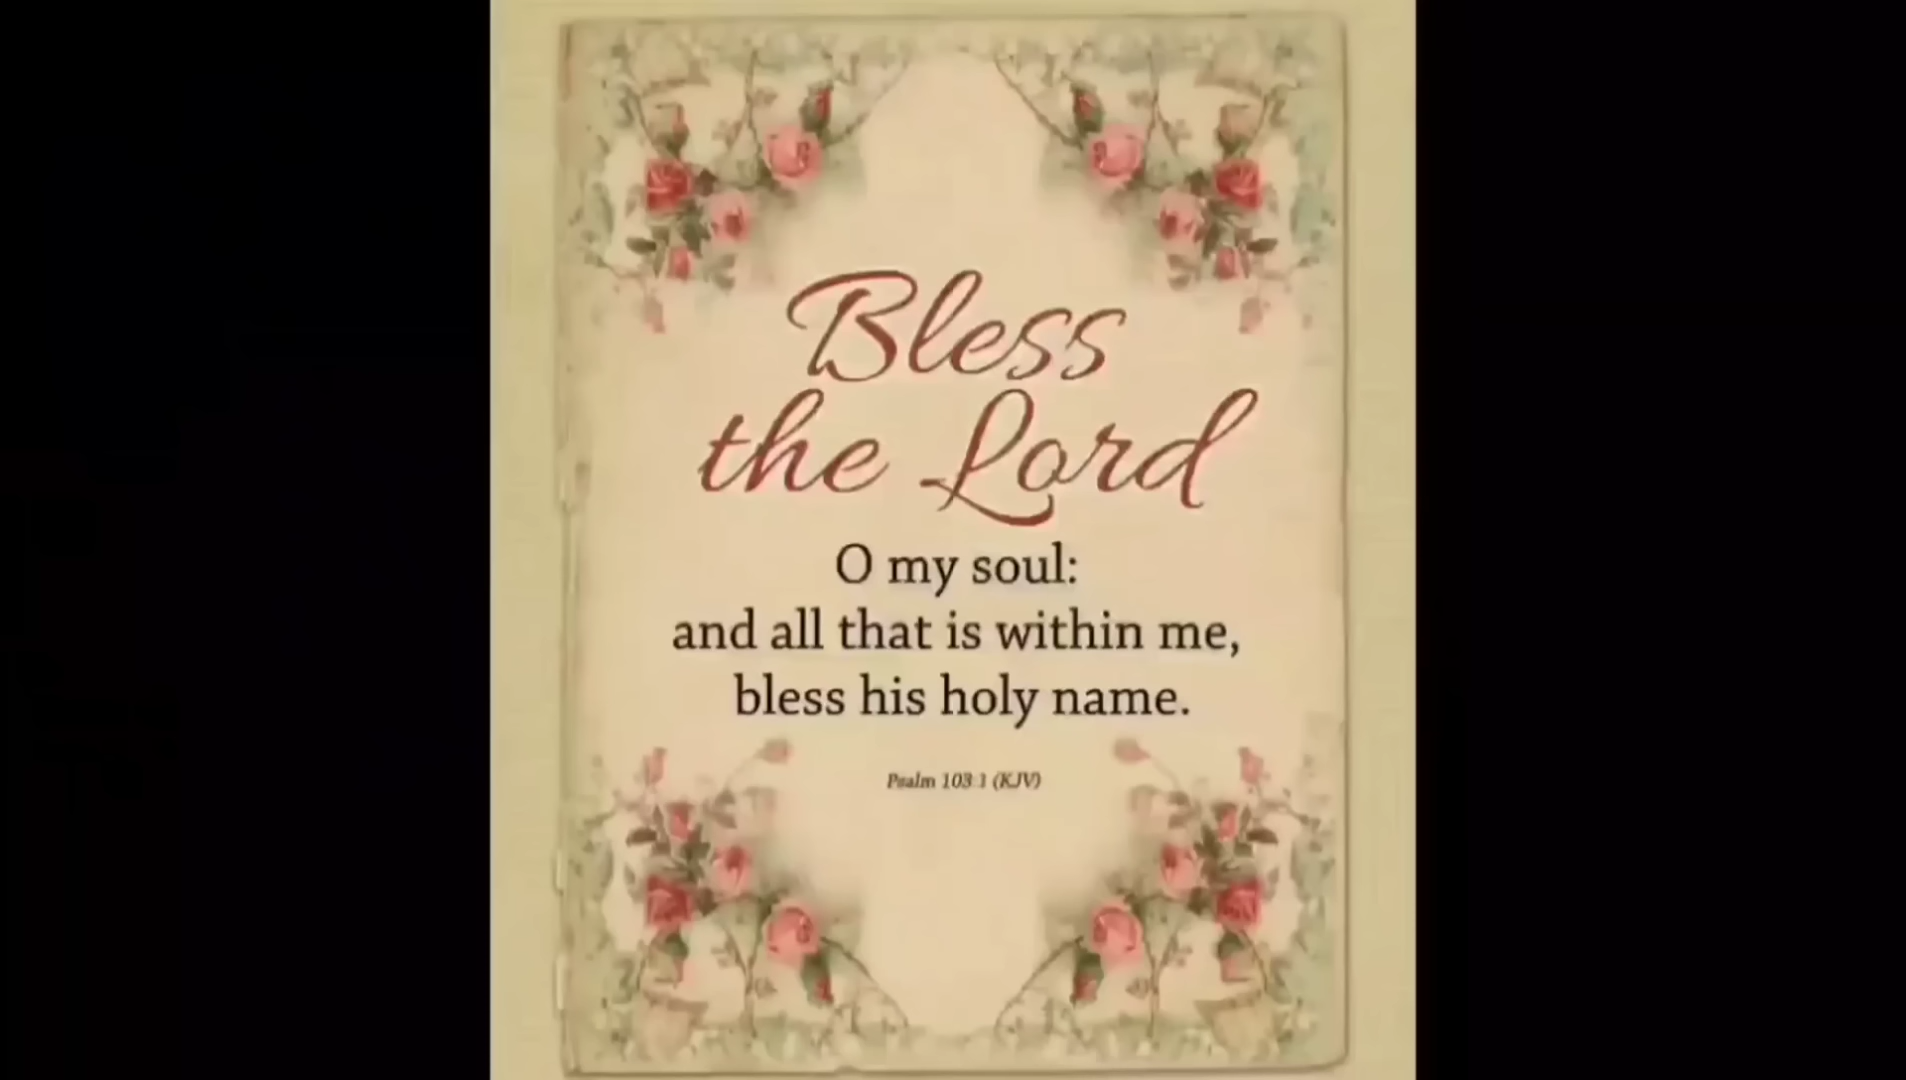 Bless
the Lord
O my soul:
and all that is within me,
bless his holy name.
Psalm 103:1 (KJV)